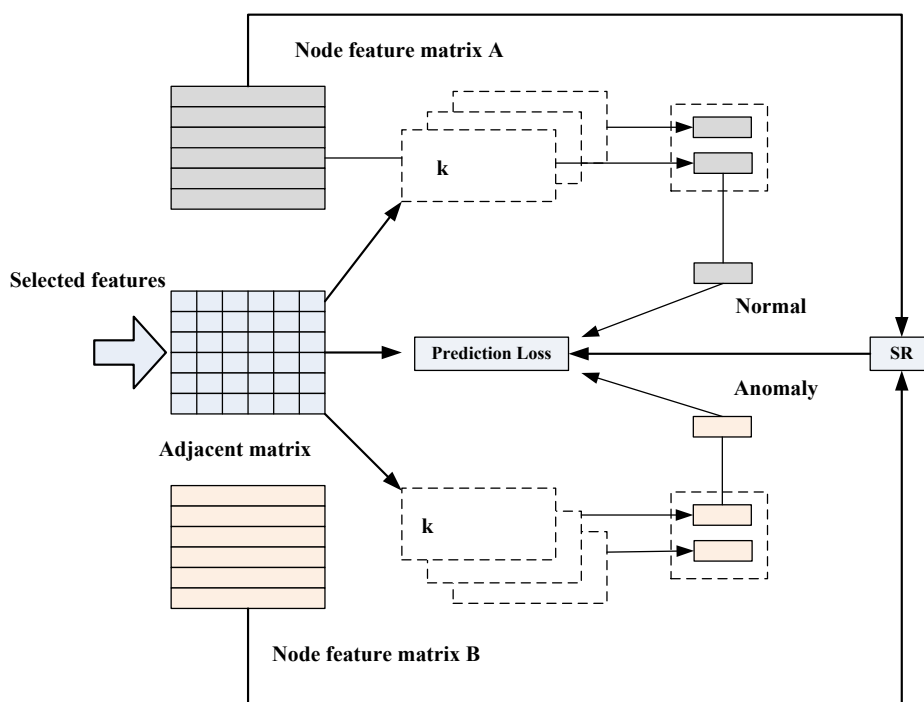 Node feature matrix A
k
Selected features
Normal
Prediction Loss
SR
Anomaly
Adjacent matrix
k
Node feature matrix B